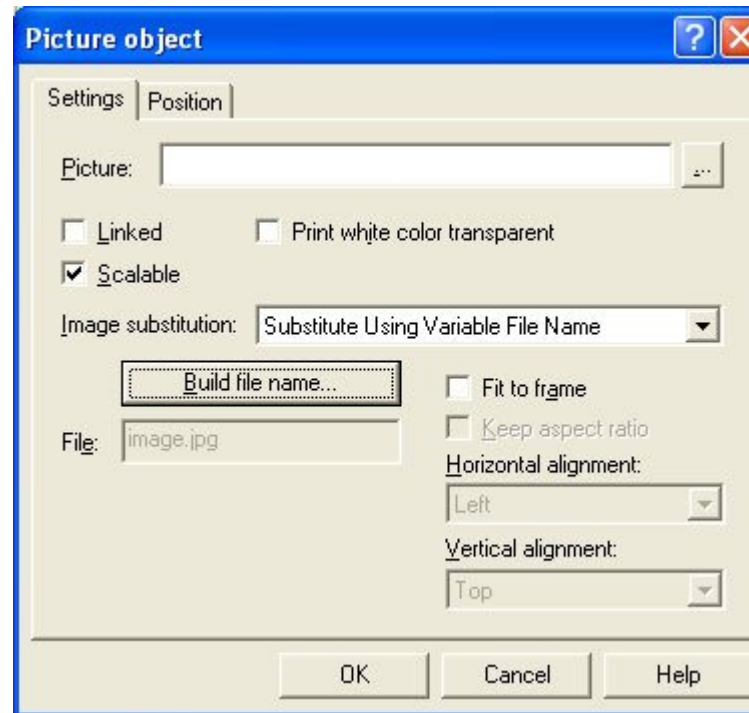 Picture object
Settings Position
Picture: ...
Linked Print white color transparent
Scalable
Image substitution: Substitute Using Variable File Name
Build file name... Fit to frame
Keep aspect ratio
File: image.jpg
Horizontal alignment:
Left
Vertical alignment:
Top
OK Cancel Help